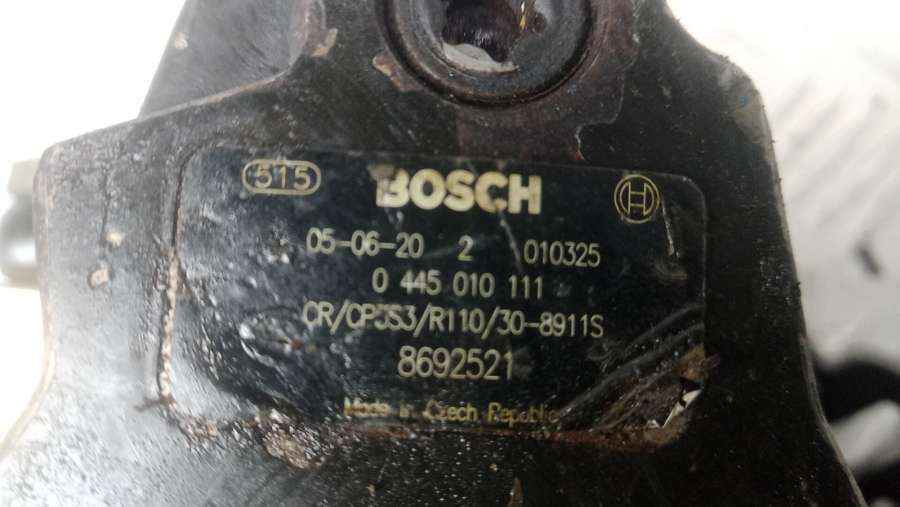 515 BOSCH
05-06-20 2 010325
0 445 010 111
CR/CP3S3/R110/30-8911S
8692521
Made in Czech Republic